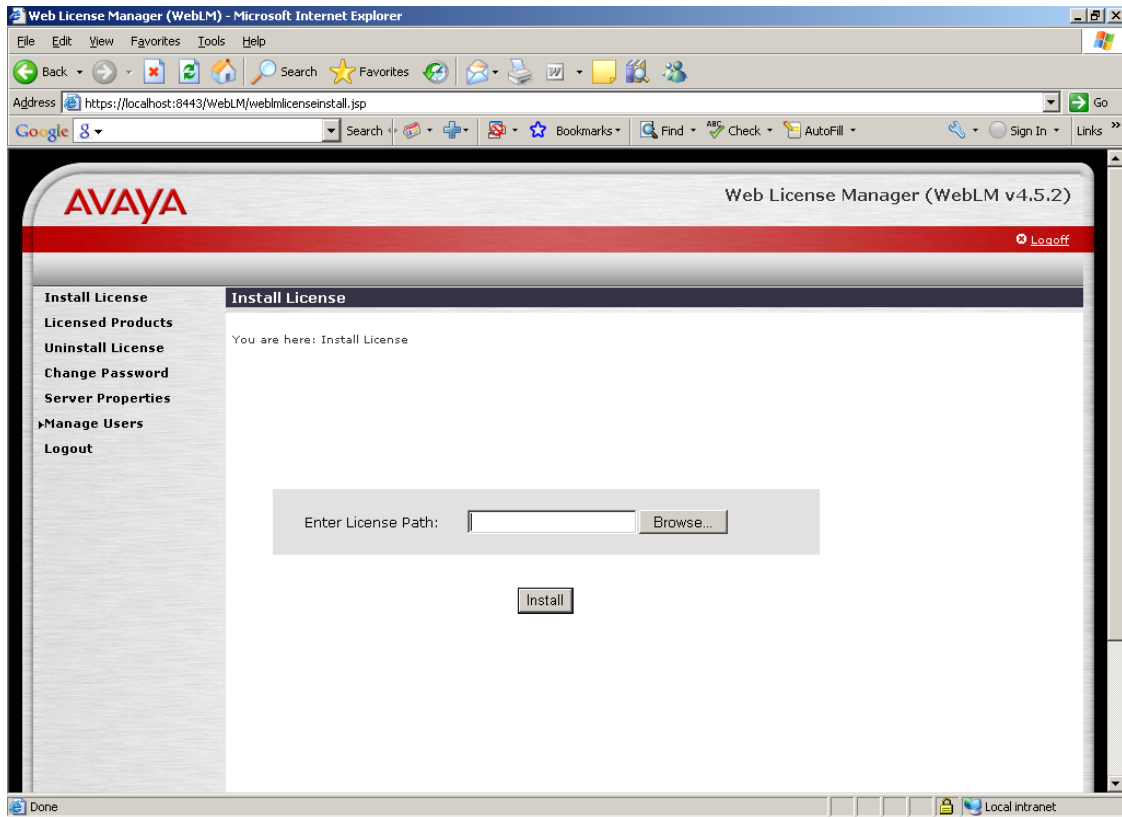 Web License Manager (WebLM) - Microsoft Internet Explorer
File Edit View Favorites Tools Help
Back Search Favorites
Address https://localhost:8443/WebLM/weblmlicenseinstall.jsp Go
Google Search Bookmarks Find Check AutoFill Sign In Links »
AVAYA
Web License Manager (WebLM v4.5.2)
Logoff
Install License
Licensed Products
Uninstall License
Change Password
Server Properties
Manage Users
Logout
Install License
You are here: Install License
Enter License Path: Browse...
Install
Done Local intranet